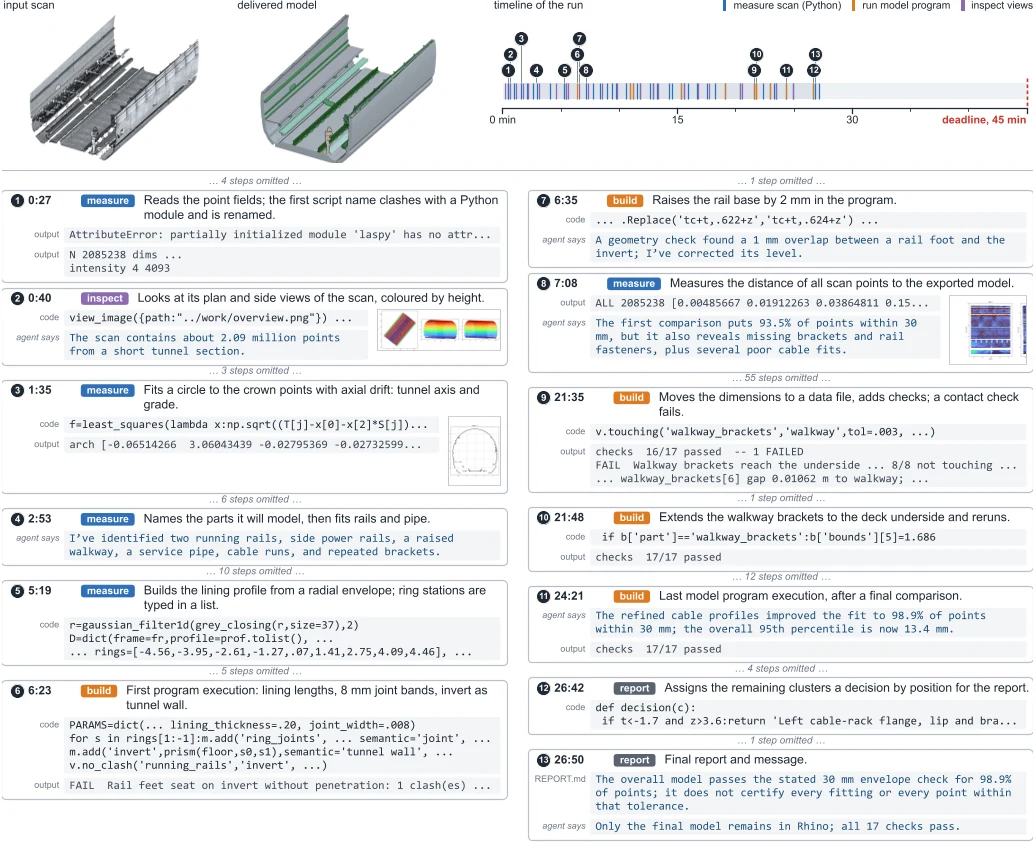 input scan
delivered model
timeline of the run
measure scan (Python)
run model program
inspect views
3
7
2
6
10
13
1
4
5
8
9
11
12
0 min
15
30
deadline, 45 min
… 4 steps omitted …
1 0:27 measure Reads the point fields; the first script name clashes with a Python
module and is renamed.
output AttributeError: partially initialized module 'laspy' has no attr...
output N 2085238 dims ...
intensity 4 4093
2 0:40 inspect Looks at its plan and side views of the scan, coloured by height.
code view_image({path:"../work/overview.png"}) ...
agent says The scan contains about 2.09 million points
from a short tunnel section.
… 3 steps omitted …
3 1:35 measure Fits a circle to the crown points with axial drift: tunnel axis and
grade.
code f=least_squares(lambda x:np.sqrt((T[j]-x[0]-x[2]*S[j])...
output arch [-0.06514266 3.06043439 -0.02795369 -0.02732599...
… 6 steps omitted …
4 2:53 measure Names the parts it will model, then fits rails and pipe.
agent says I've identified two running rails, side power rails, a raised
walkway, a service pipe, cable runs, and repeated brackets.
… 10 steps omitted …
5 5:19 measure Builds the lining profile from a radial envelope; ring stations are
typed in a list.
code r=gaussian_filter1d(grey_closing(r,size=37),2)
D=dict(frame=fr,profile=prof.tolist(), ...
... rings=[-4.56,-3.95,-2.61,-1.27,.07,1.41,2.75,4.09,4.46], ...
… 5 steps omitted …
6 6:23 build First program execution: lining lengths, 8 mm joint bands, invert as
tunnel wall.
code PARAMS=dict(... lining_thickness=.20, joint_width=.008)
for s in rings[1:-1]:m.add('ring_joints', ... semantic='joint', ...
m.add('invert',prism(floor,s0,s1),semantic='tunnel wall', ...
v.no_clash('running_rails','invert', ...)
output FAIL Rail feet seat on invert without penetration: 1 clash(es) ...
… 1 step omitted …
7 6:35 build Raises the rail base by 2 mm in the program.
code ... .Replace('tc+t,.622+z','tc+t,.624+z') ...
agent says A geometry check found a 1 mm overlap between a rail foot and the
invert; I've corrected its level.
8 7:08 measure Measures the distance of all scan points to the exported model.
output ALL 2085238 [0.00485667 0.01912263 0.03864811 0.15...
agent says The first comparison puts 93.5% of points within 30
mm, but it also reveals missing brackets and rail
fasteners, plus several poor cable fits.
… 55 steps omitted …
9 21:35 build Moves the dimensions to a data file, adds checks; a contact check
fails.
code v.touching('walkway_brackets','walkway',tol=.003, ...)
output checks 16/17 passed -- 1 FAILED
FAIL Walkway brackets reach the underside ... 8/8 not touching ...
... walkway_brackets[6] gap 0.01062 m to walkway; ...
… 1 step omitted …
10 21:48 build Extends the walkway brackets to the deck underside and reruns.
code if b['part']=='walkway_brackets':b['bounds'][5]=1.686
output checks 17/17 passed
… 12 steps omitted …
11 24:21 build Last model program execution, after a final comparison.
agent says The refined cable profiles improved the fit to 98.9% of points
within 30 mm; the overall 95th percentile is now 13.4 mm.
output checks 17/17 passed
… 4 steps omitted …
12 26:42 report Assigns the remaining clusters a decision by position for the report.
code def decision(c):
if t<-1.7 and z>3.6:return 'Left cable-rack flange, lip and bra...
… 1 step omitted …
13 26:50 report Final report and message.
REPORT.md The overall model passes the stated 30 mm envelope check for 98.9%
of points; it does not certify every fitting or every point within
that tolerance.
agent says Only the final model remains in Rhino; all 17 checks pass.